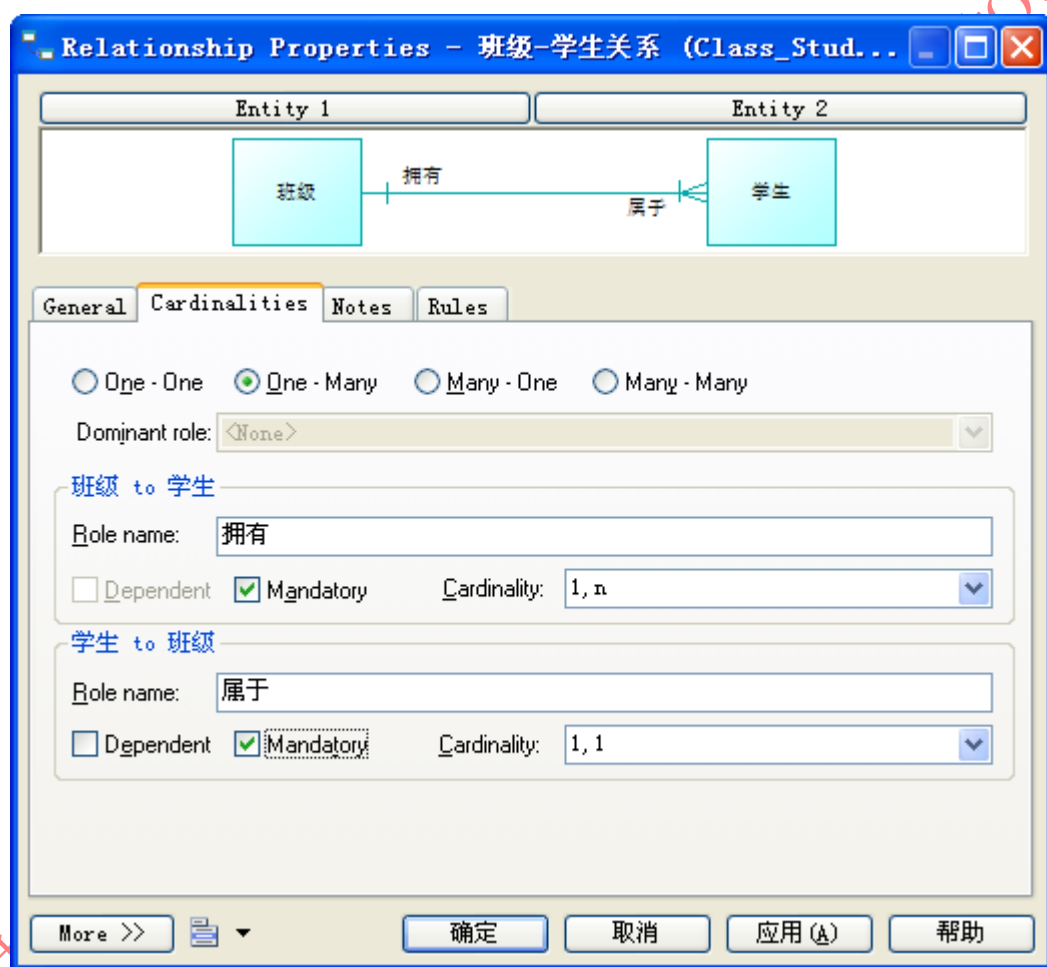 Relationship Properties - 班级-学生关系 (Class_Stud...
Entity 1 Entity 2
班级 拥有 属于 学生
General Cardinalities Notes Rules
One - One One - Many Many - One Many - Many
Dominant role: <None>
班级 to 学生
Role name: 拥有
Dependent Mandatory Cardinality: 1,n
学生 to 班级
Role name: 属于
Dependent Mandatory Cardinality: 1,1
More >> 确定 取消 应用(A) 帮助